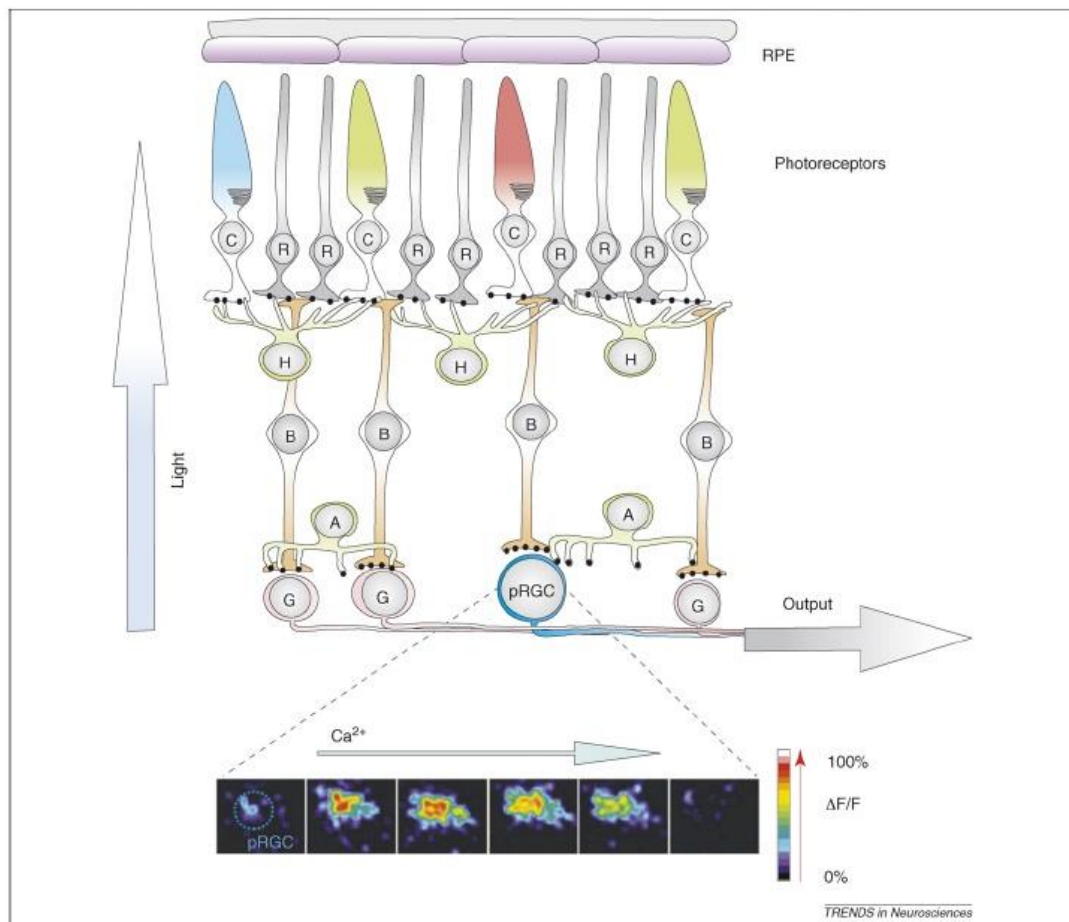 RPE
Photoreceptors
C R R C R R C R R R C
H H H
B B B B
Light
A A
G G pRGC G
Output
Ca²⁺
pRGC
100%
ΔF/F
0%
TRENDS in Neurosciences